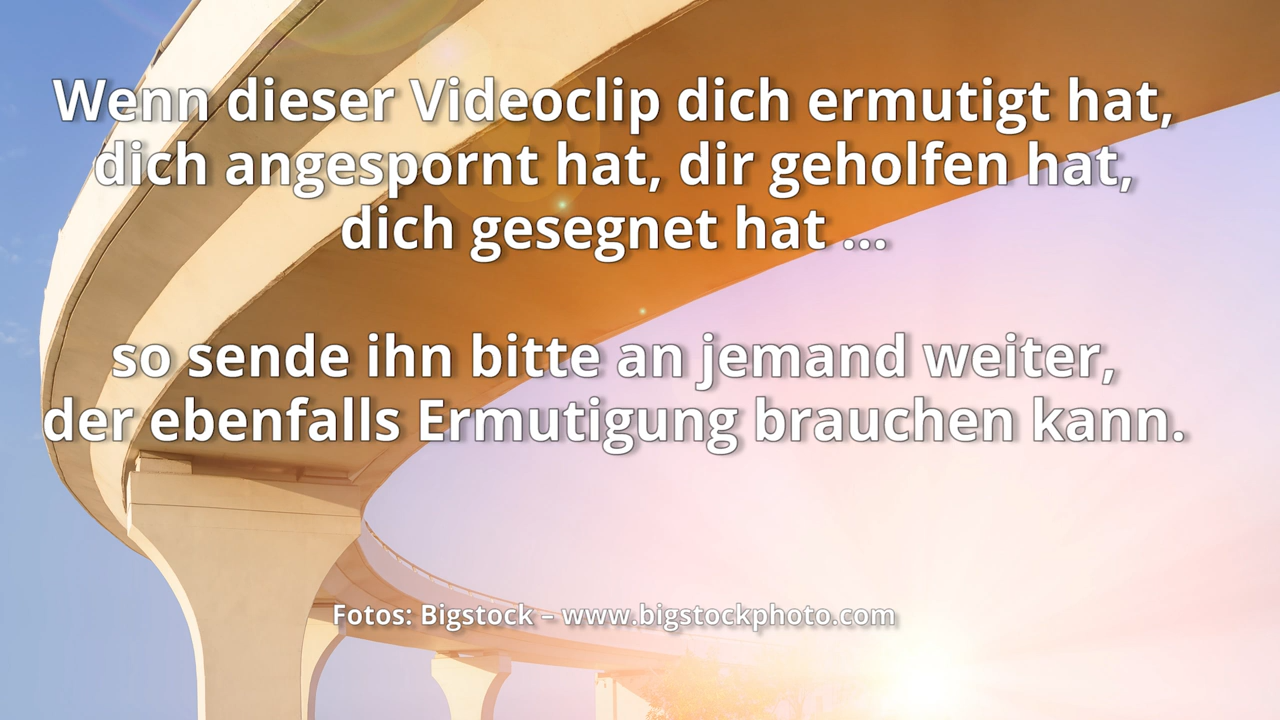 Wenn dieser Videoclip dich ermutigt hat,
dich angespornt hat, dir geholfen hat,
dich gesegnet hat ...
so sende ihn bitte an jemand weiter,
der ebenfalls Ermutigung brauchen kann.
Fotos: Bigstock – www.bigstockphoto.com